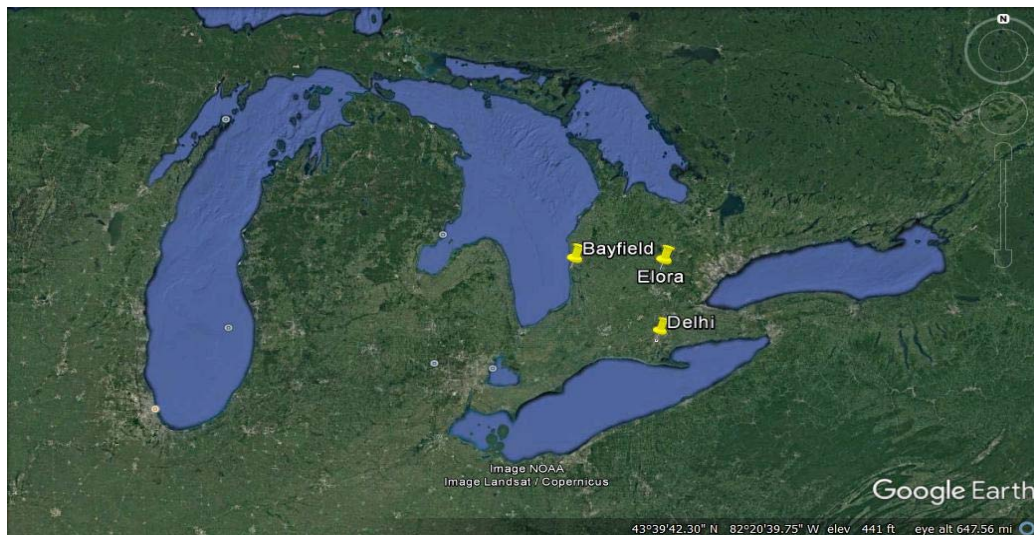 N
Bayfield
Elora
Delhi
Image NOAA
Image Landsat / Copernicus
Google Earth
43°39'42.30" N 82°20'39.75" W elev 441 ft eye alt 647.56 mi